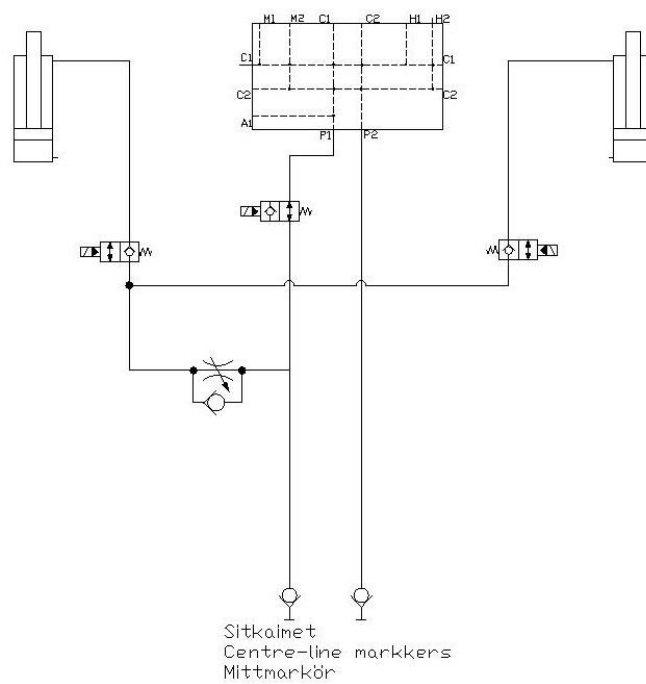 M1 M2 C1 C2 H1 H2
C1 C1
C2 C2
A1
P1 P2
Sitkaimet
Centre-line markkers
Mittmarkör